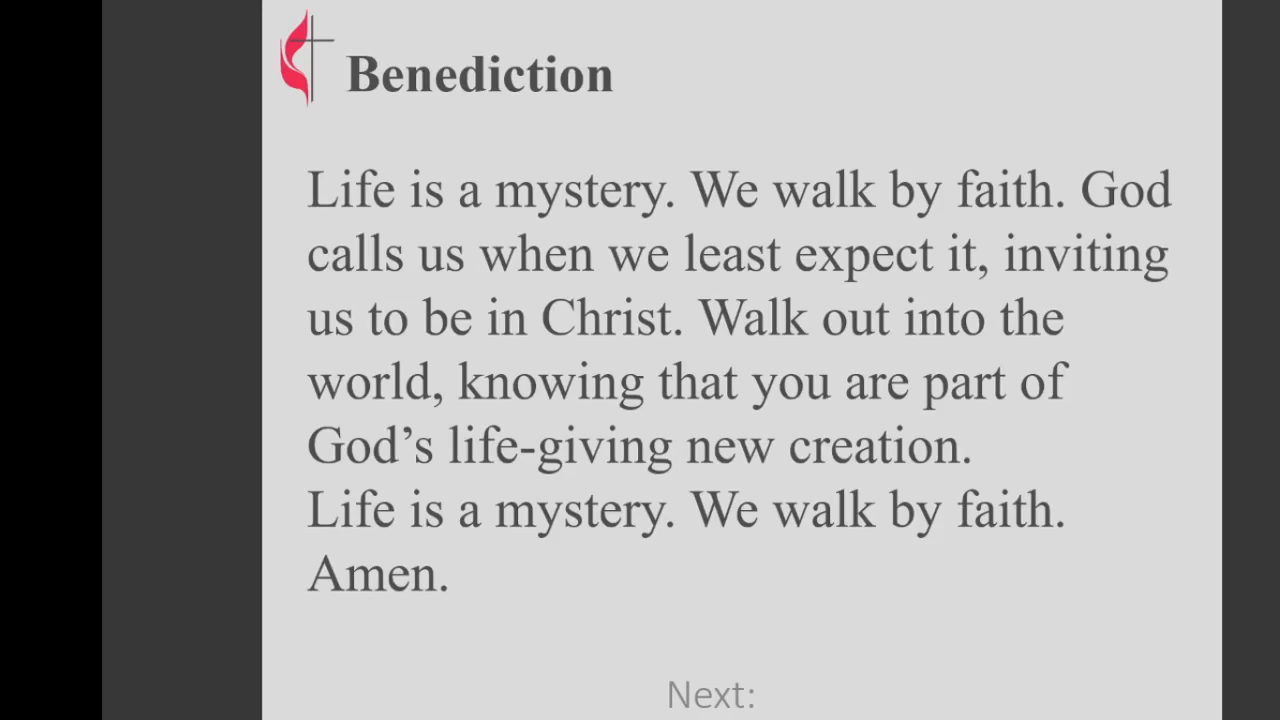 Benediction
Life is a mystery. We walk by faith. God
calls us when we least expect it, inviting
us to be in Christ. Walk out into the
world, knowing that you are part of
God’s life-giving new creation.
Life is a mystery. We walk by faith.
Amen.
Next: